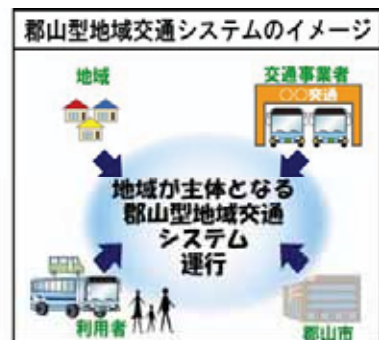 郡山型地域交通システムのイメージ
地域
交通事業者
○○交通
地域が主体となる
郡山型地域交通
システム
運行
利用者
郡山市